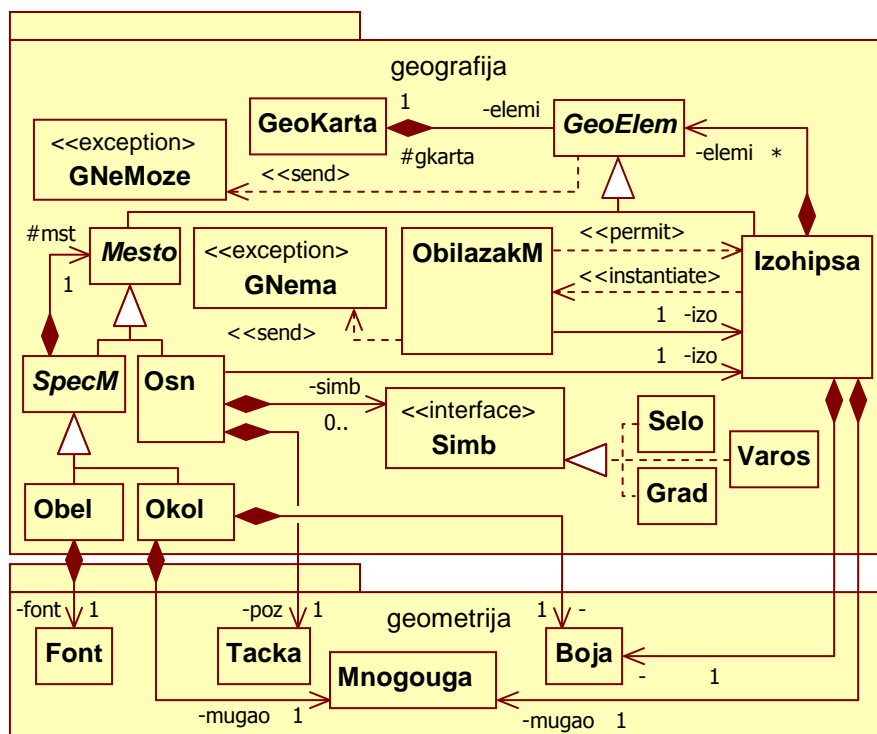 geografija
GeoKarta
1
-elemi
#gkarta
GeoElem
-elemi *
<<exception>>
GNeMoze
<<send>>
#mst
1
Mesto
<<exception>>
GNema
<<send>>
ObilazakM
<<permit>>
<<instantiate>>
1 -izo
1 -izo
Izohipsa
SpecM
Osn
-simb
0..
<<interface>>
Simb
Selo
Varos
Grad
Obel
Okol
geometrija
-font 1
Font
-poz 1
Tacka
1 -
Boja
- 1
Mnogouga
-mugao 1
-mugao 1